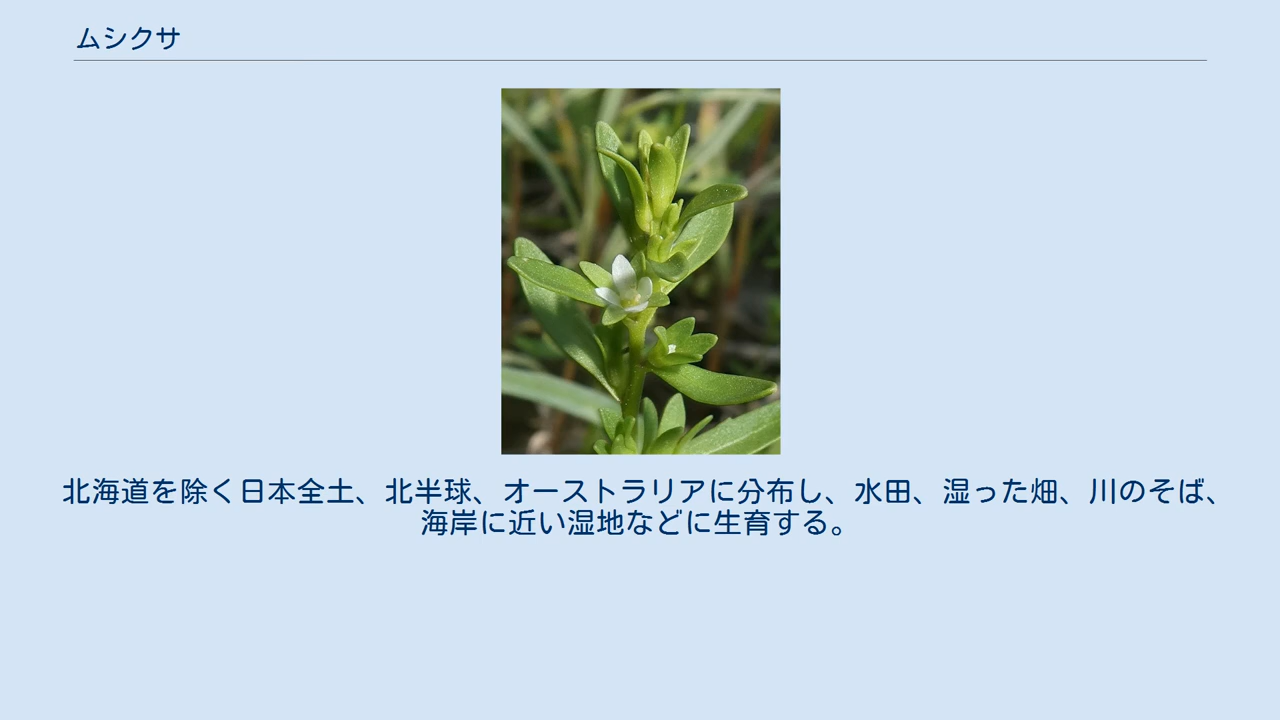 ムシクサ
北海道を除く日本全土、北半球、オーストラリアに分布し、水田、湿った畑、川のそば、
海岸に近い湿地などに生育する。